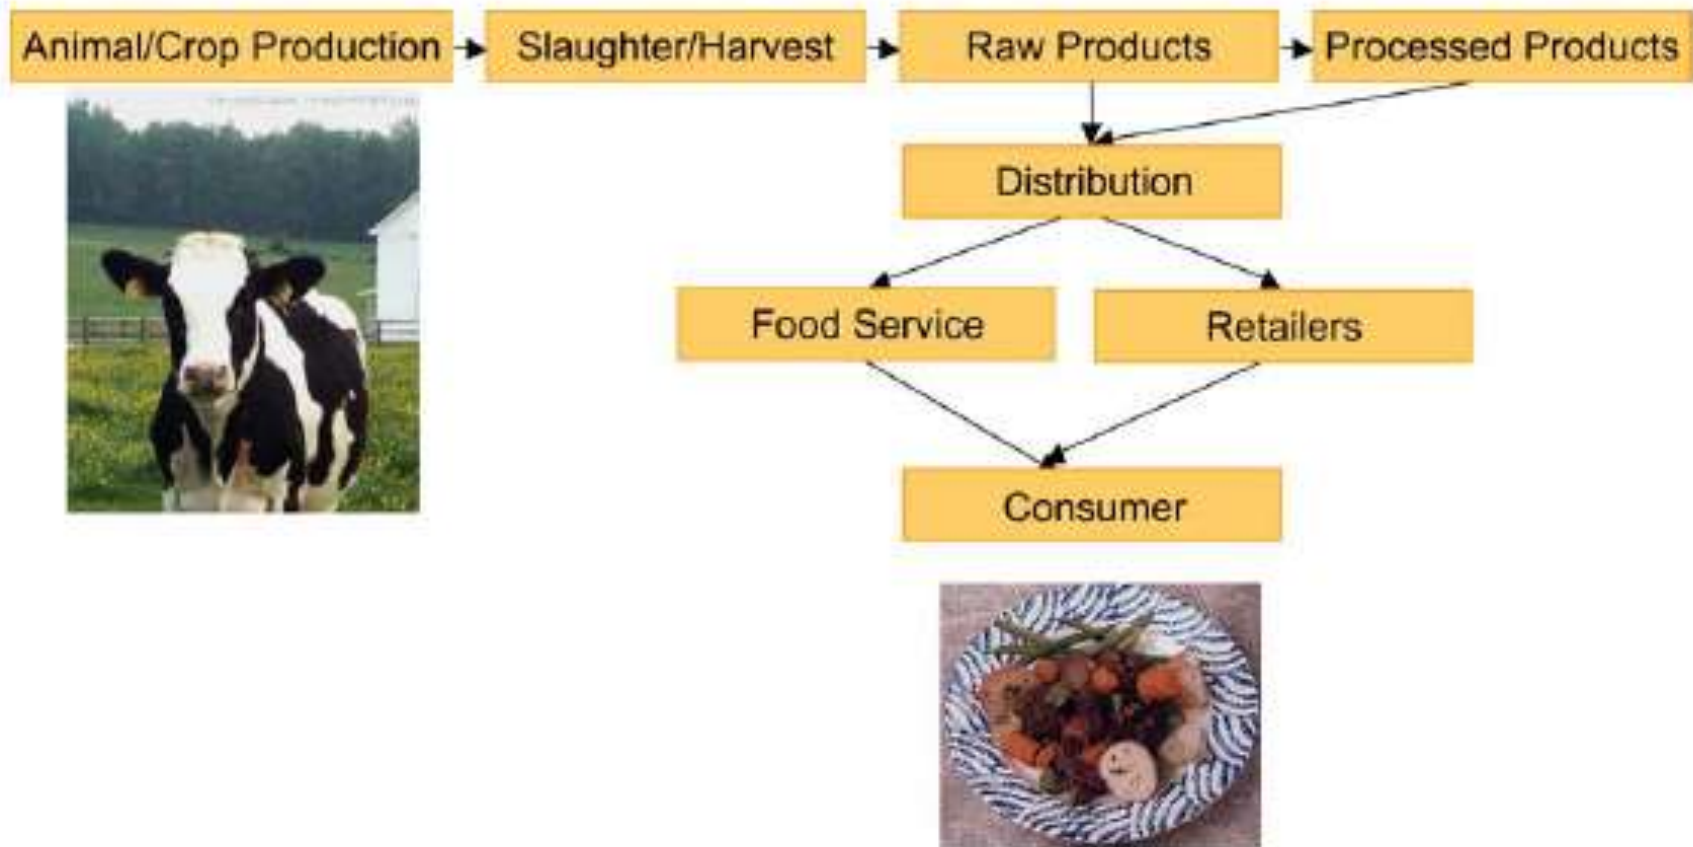 Animal/Crop Production
Slaughter/Harvest
Raw Products
Processed Products
Distribution
Food Service
Retailers
Consumer